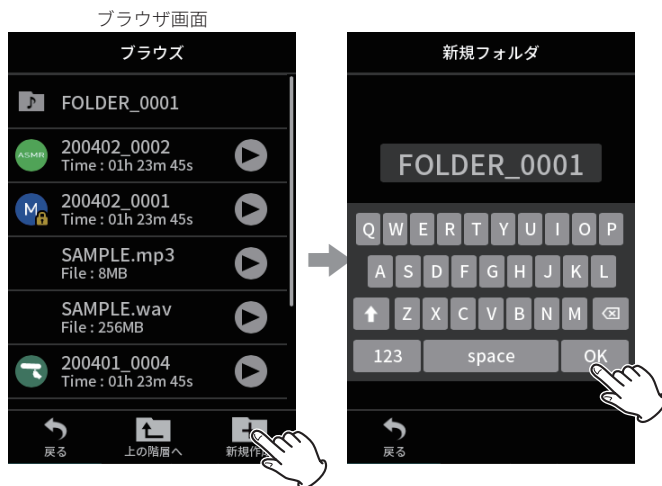 ブラウザ画面
ブラウズ
FOLDER_0001
ASMR
200402_0002
Time : 01h 23m 45s
M
200402_0001
Time : 01h 23m 45s
SAMPLE.mp3
File : 8MB
SAMPLE.wav
File : 256MB
200401_0004
Time : 01h 23m 45s
戻る
上の階層へ
新規作
新規フォルダ
FOLDER_0001
Q W E R T Y U I O P
A S D F G H J K L
Z X C V B N M
123 space OK
戻る